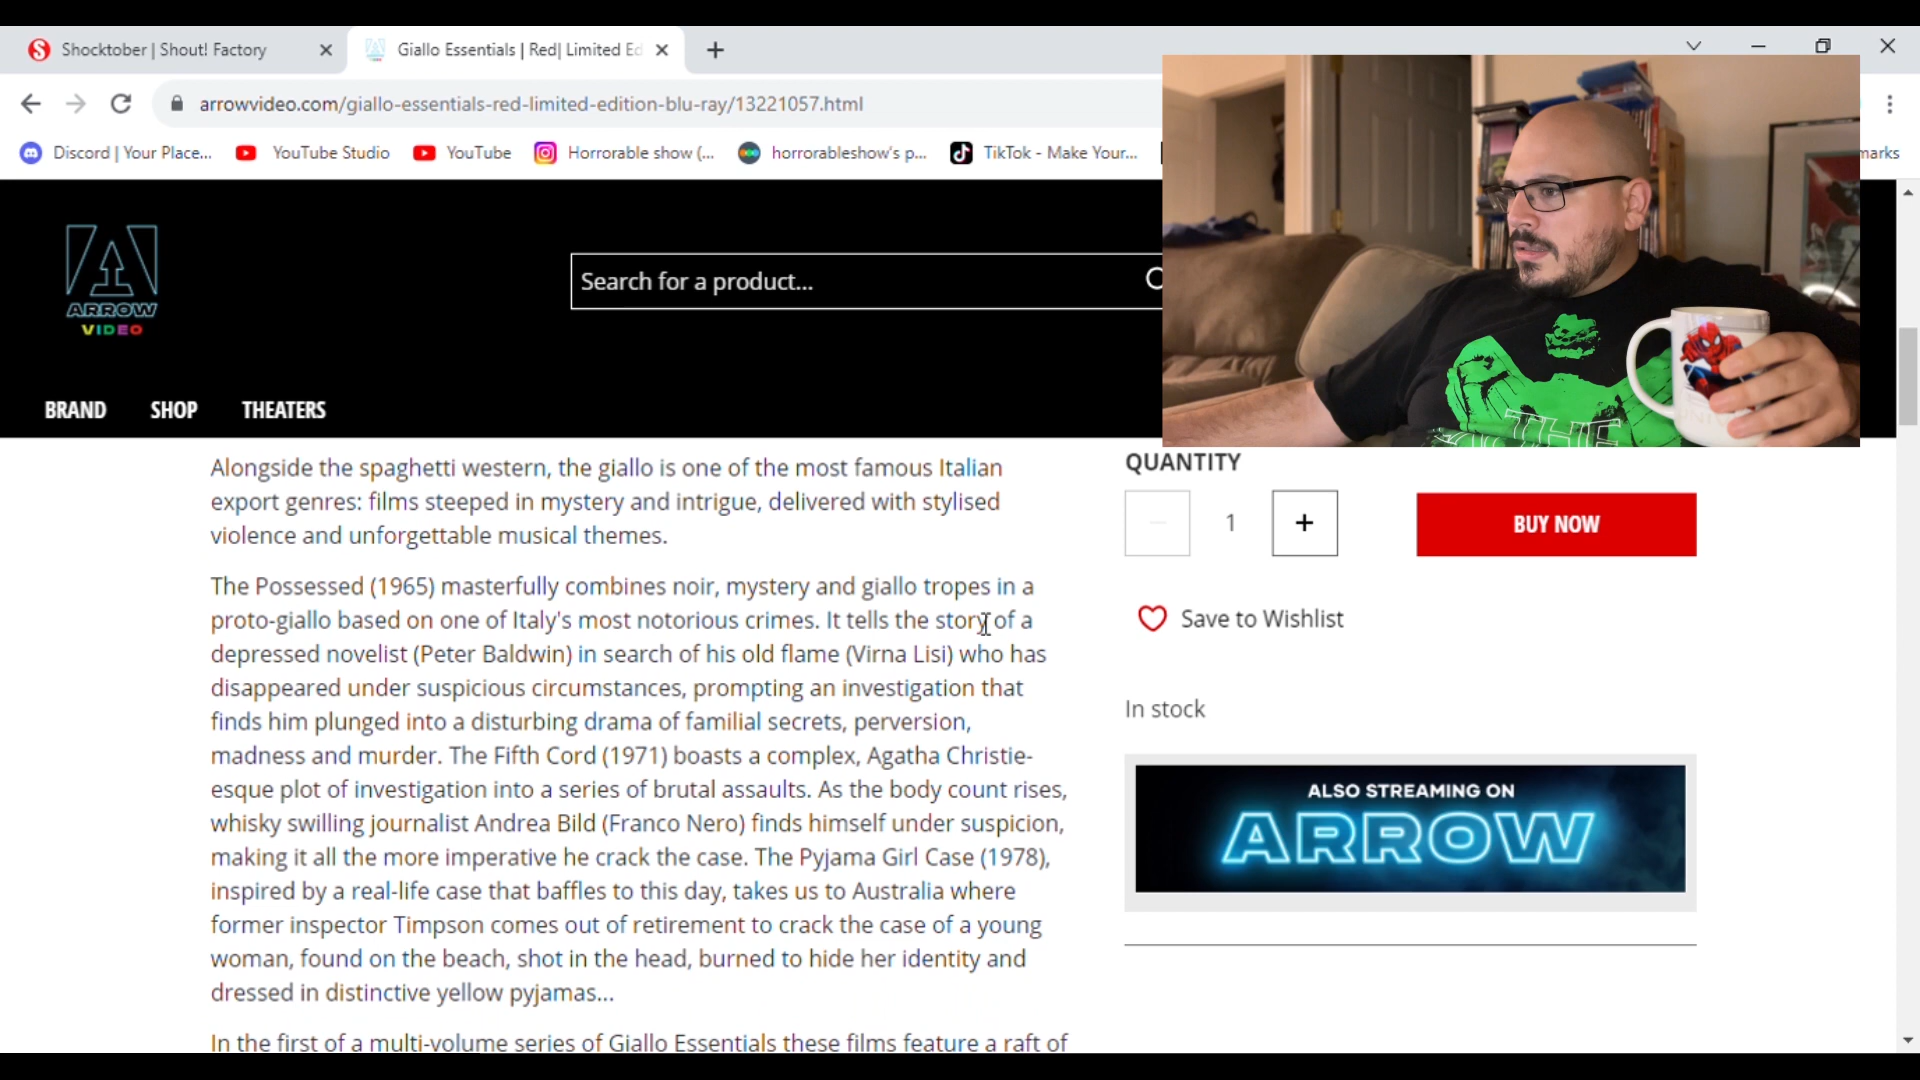 Shocktober | Shout! Factory
Giallo Essentials | Red| Limited Ed
arrowvideo.com/giallo-essentials-red-limited-edition-blu-ray/13221057.html
Discord | Your Place...
YouTube Studio
YouTube
Horrorable show (...
horrorableshow's p...
TikTok - Make Your...
marks
ARROW
VIDEO
Search for a product...
BRAND
SHOP
THEATERS
THE
Alongside the spaghetti western, the giallo is one of the most famous Italian
export genres: films steeped in mystery and intrigue, delivered with stylised
violence and unforgettable musical themes.
The Possessed (1965) masterfully combines noir, mystery and giallo tropes in a
proto-giallo based on one of Italy's most notorious crimes. It tells the story of a
depressed novelist (Peter Baldwin) in search of his old flame (Virna Lisi) who has
disappeared under suspicious circumstances, prompting an investigation that
finds him plunged into a disturbing drama of familial secrets, perversion,
madness and murder. The Fifth Cord (1971) boasts a complex, Agatha Christie-
esque plot of investigation into a series of brutal assaults. As the body count rises,
whisky swilling journalist Andrea Bild (Franco Nero) finds himself under suspicion,
making it all the more imperative he crack the case. The Pyjama Girl Case (1978),
inspired by a real-life case that baffles to this day, takes us to Australia where
former inspector Timpson comes out of retirement to crack the case of a young
woman, found on the beach, shot in the head, burned to hide her identity and
dressed in distinctive yellow pyjamas...
In the first of a multi-volume series of Giallo Essentials these films feature a raft of
QUANTITY
1
BUY NOW
Save to Wishlist
In stock
ALSO STREAMING ON
ARROW